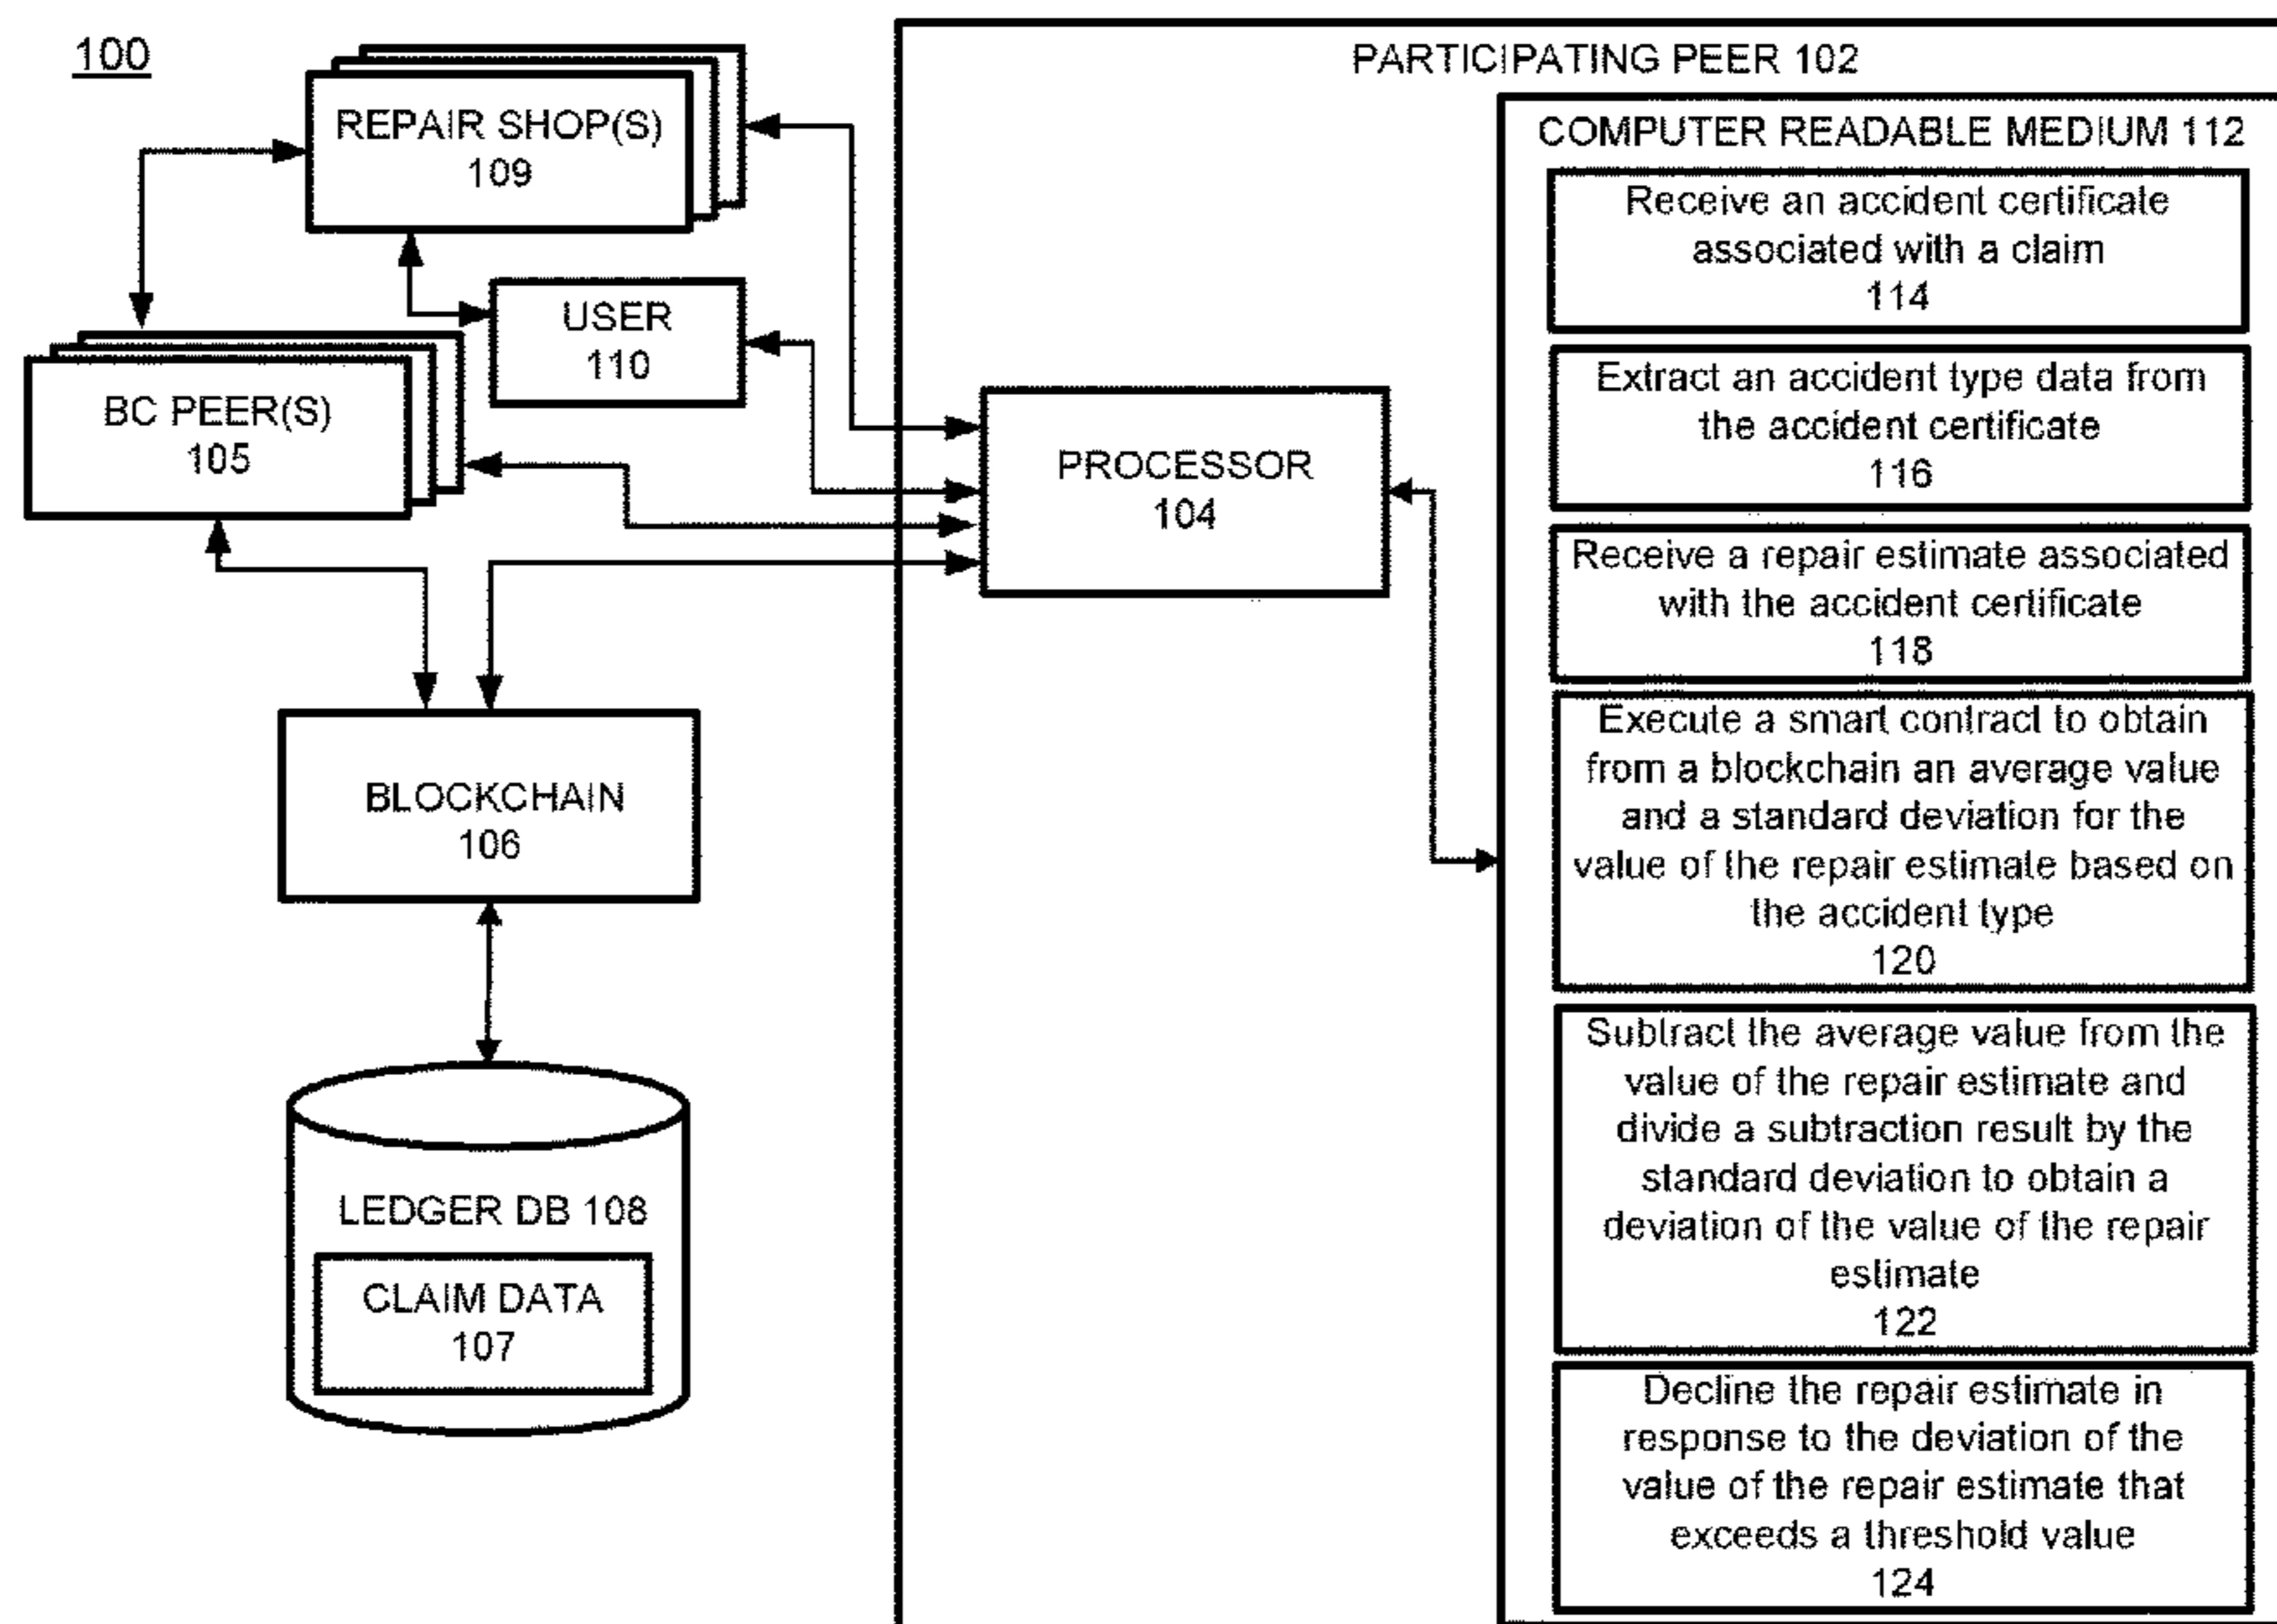 100
REPAIR SHOP(S)
109
USER
110
BC PEER(S)
105
BLOCKCHAIN
106
LEDGER DB 108
CLAIM DATA
107
PARTICIPATING PEER 102
PROCESSOR
104
COMPUTER READABLE MEDIUM 112
Receive an accident certificate
associated with a claim
114
Extract an accident type data from
the accident certificate
116
Receive a repair estimate associated
with the accident certificate
118
Execute a smart contract to obtain
from a blockchain an average value
and a standard deviation for the
value of the repair estimate based on
the accident type
120
Subtract the average value from the
value of the repair estimate and
divide a subtraction result by the
standard deviation to obtain a
deviation of the value of the repair
estimate
122
Decline the repair estimate in
response to the deviation of the
value of the repair estimate that
exceeds a threshold value
124